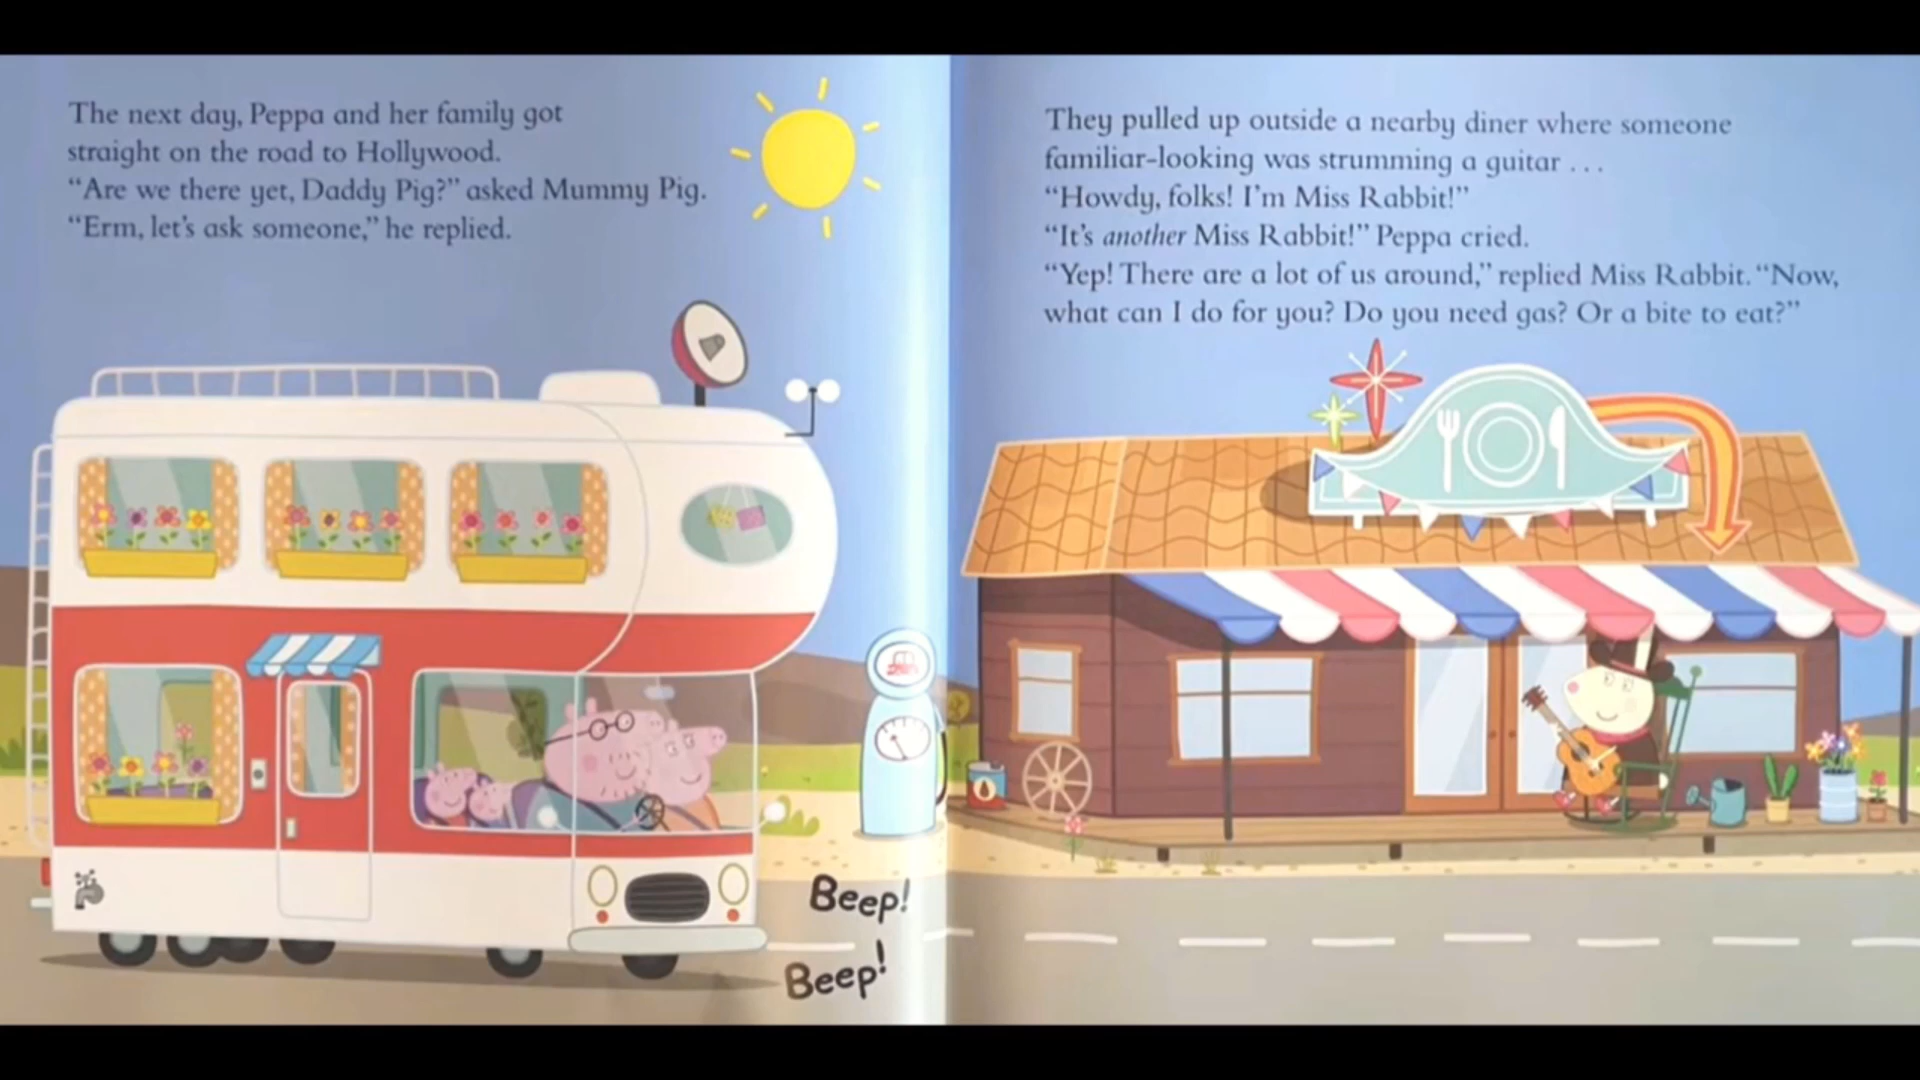 The next day, Peppa and her family got
straight on the road to Hollywood.
“Are we there yet, Daddy Pig?” asked Mummy Pig.
“Erm, let’s ask someone,” he replied.
Beep!
Beep!
They pulled up outside a nearby diner where someone
familiar-looking was strumming a guitar . . .
“Howdy, folks! I’m Miss Rabbit!”
“It’s another Miss Rabbit!” Peppa cried.
“Yep! There are a lot of us around,” replied Miss Rabbit. “Now,
what can I do for you? Do you need gas? Or a bite to eat?”